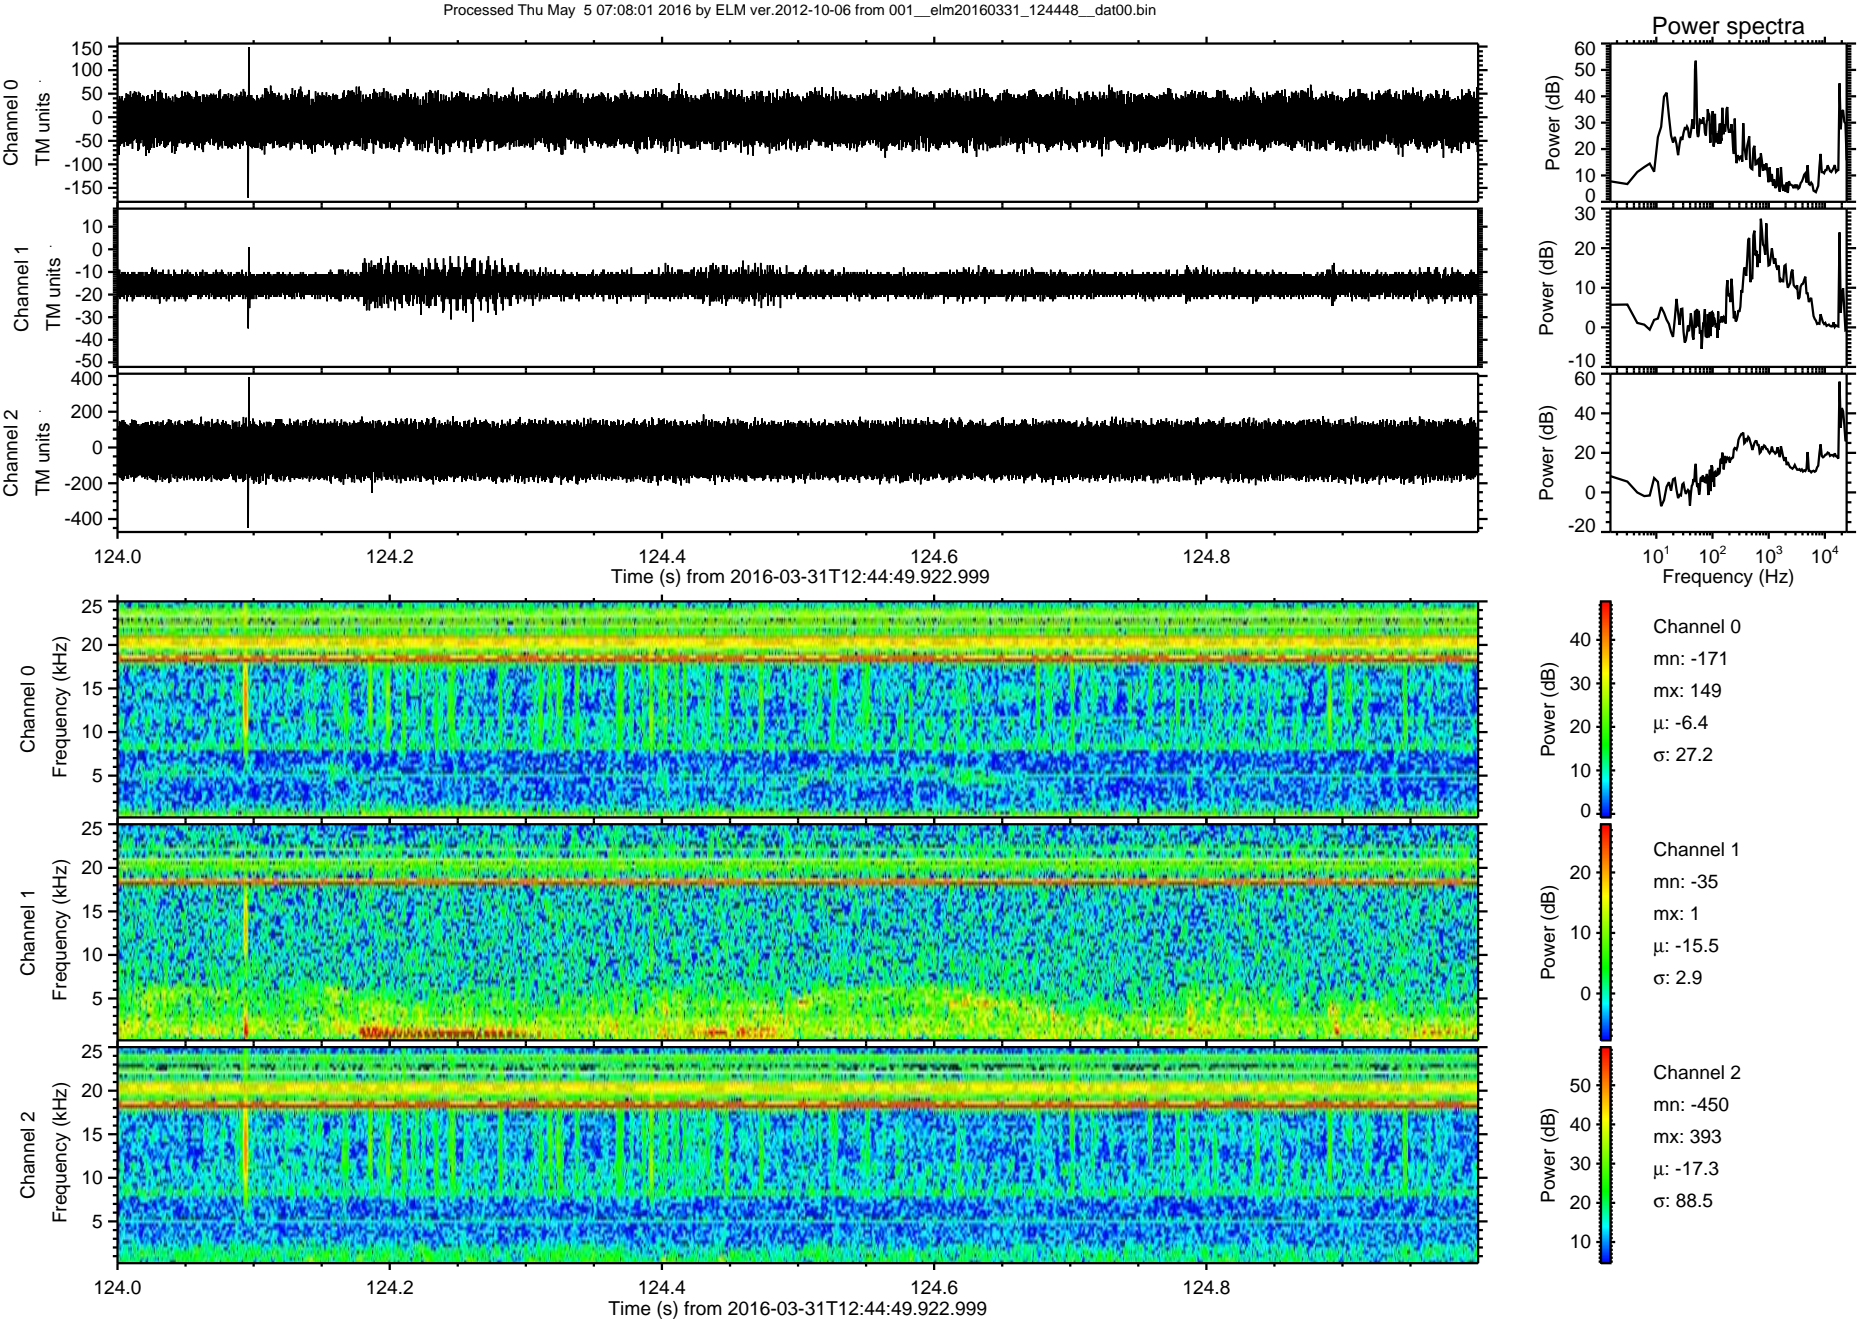 Processed Thu May  5 07:08:01 2016 by ELM ver.2012-10-06 from 001__elm20160331_124448__dat00.bin
Power spectra
Channel 0
TM units
150
100
50
0
-50
-100
-150
Power (dB)
60
50
40
30
20
10
0
Channel 1
TM units
10
0
-10
-20
-30
-40
-50
Power (dB)
30
20
10
0
-10
Channel 2
TM units
400
200
0
-200
-400
Power (dB)
60
40
20
0
-20
124.0 124.2 124.4 124.6 124.8
Time (s) from 2016-03-31T12:44:49.922.999
10¹ 10² 10³ 10⁴
Frequency (Hz)
Channel 0
Frequency (kHz)
25
20
15
10
5
Power (dB)
40
30
20
10
0
Channel 0
mn: -171
mx: 149
µ: -6.4
σ: 27.2
Channel 1
Frequency (kHz)
25
20
15
10
5
Power (dB)
20
10
0
Channel 1
mn: -35
mx: 1
µ: -15.5
σ: 2.9
Channel 2
Frequency (kHz)
25
20
15
10
5
Power (dB)
50
40
30
20
10
Channel 2
mn: -450
mx: 393
µ: -17.3
σ: 88.5
124.0 124.2 124.4 124.6 124.8
Time (s) from 2016-03-31T12:44:49.922.999